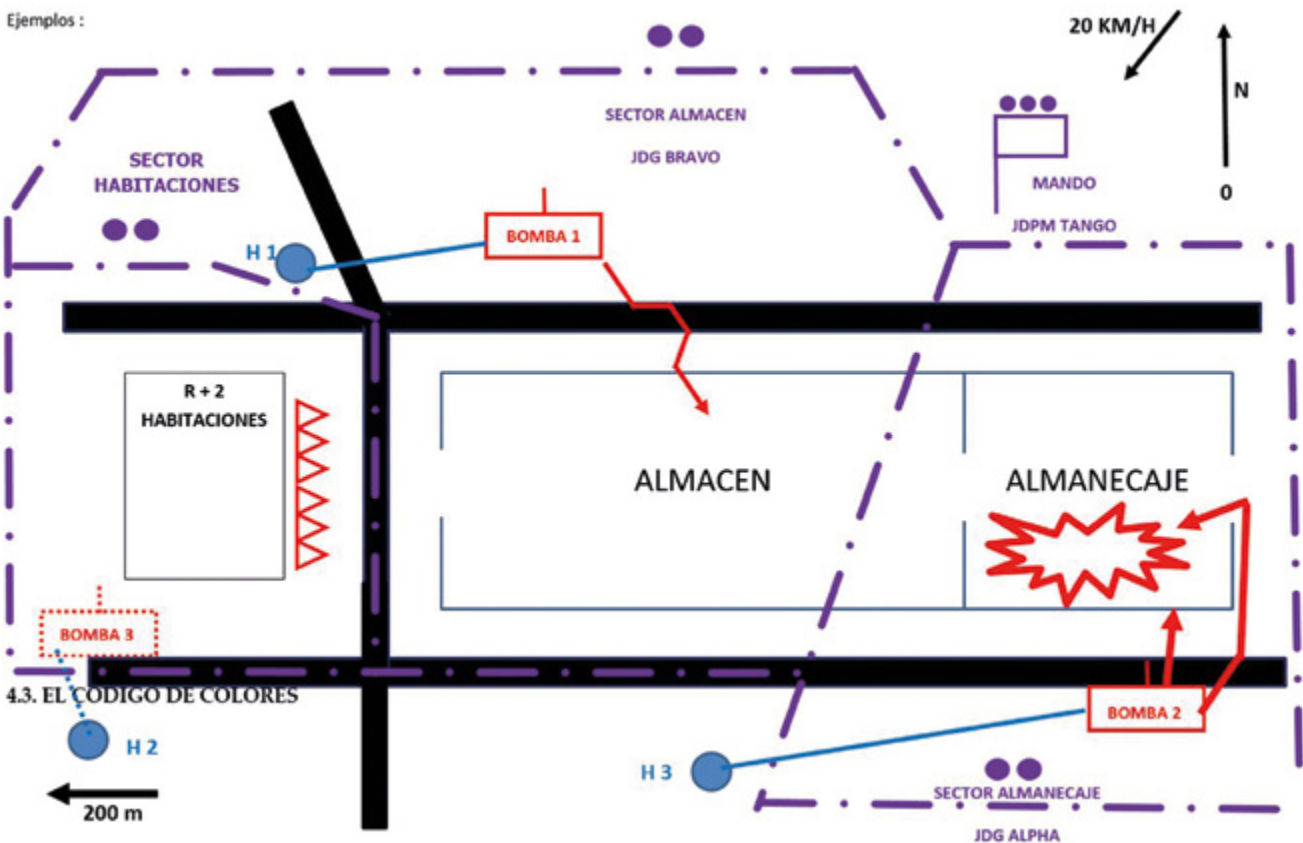 Ejemplos :
20 KM/H
N
0
SECTOR ALMACEN
JDG BRAVO
SECTOR
HABITACIONES
MANDO
JDPM TANGO
H 1
BOMBA 1
R + 2
HABITACIONES
ALMACEN
ALMANECAJE
BOMBA 3
4.3. EL CÓDIGO DE COLORES
BOMBA 2
H 2
H 3
200 m
SECTOR ALMANECAJE
JDG ALPHA